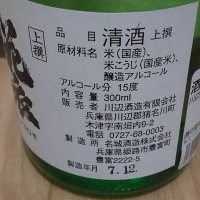 上撰
品目 清酒 上撰
原材料名 米(国産)、
米こうじ(国産米)、
醸造アルコール
アルコール分 15度
容量 300ml
販売者 川辺酒造有限会社
兵庫県川辺郡猪名川町
木津字南垣内9-2
電話 0727-68-0003
製造所 名城酒造株式会社
兵庫県姫路市豊富町
豊富2222-5
製造年月 7.12.
酒